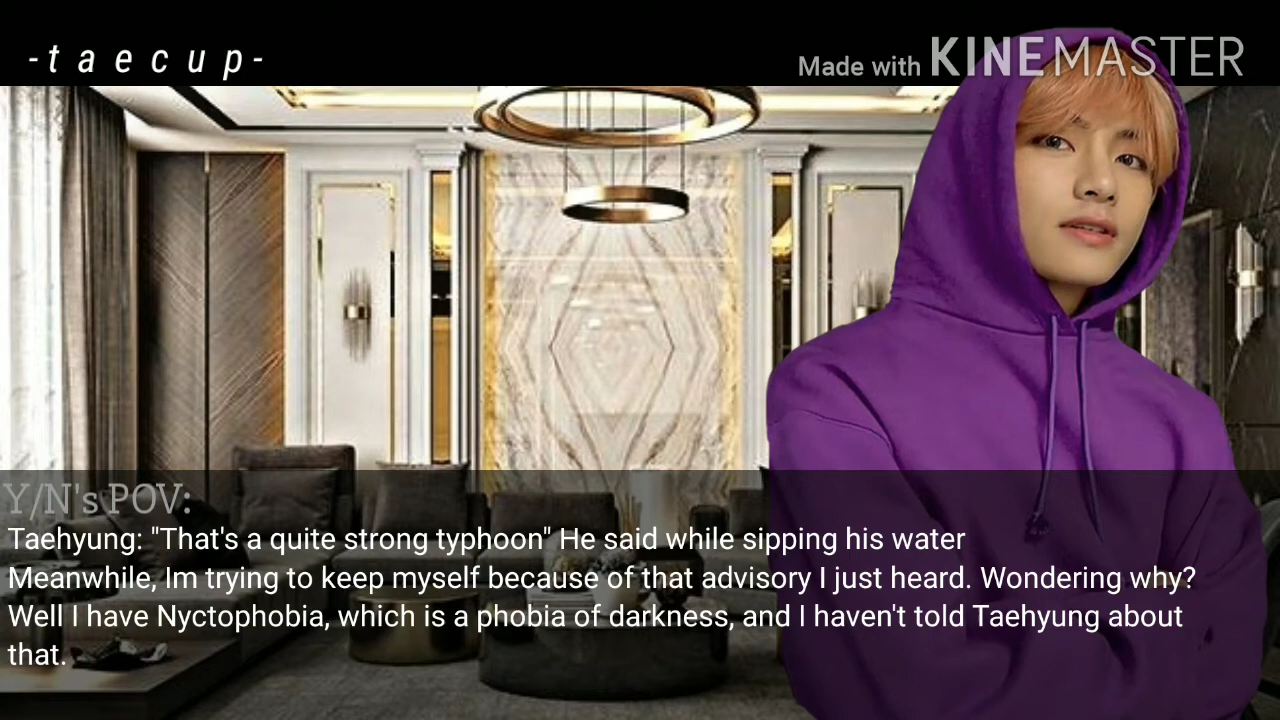 -taecup-
Made with KINEMASTER
Y/N's POV:
Taehyung: "That's a quite strong typhoon" He said while sipping his water
Meanwhile, Im trying to keep myself because of that advisory I just heard. Wondering why?
Well I have Nyctophobia, which is a phobia of darkness, and I haven't told Taehyung about
that.